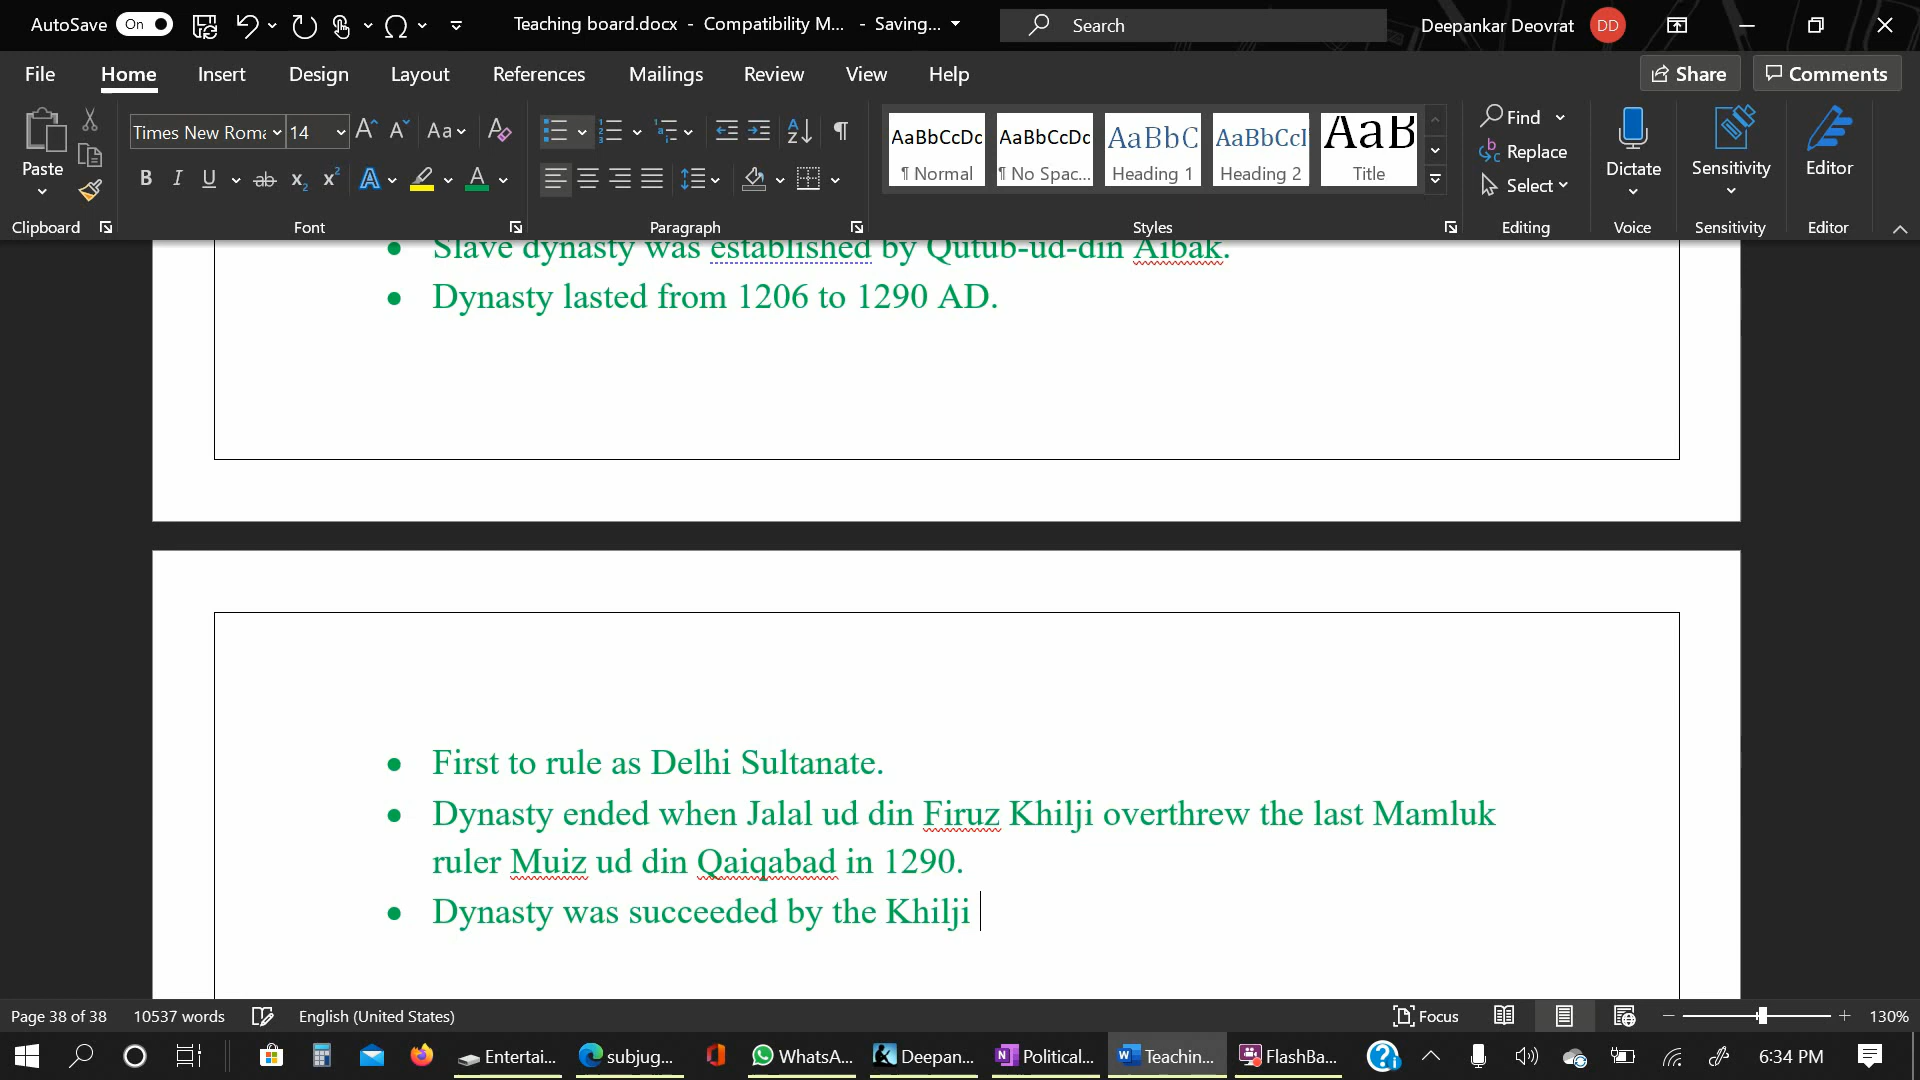 AutoSave On Teaching board.docx - Compatibility M... - Saving... Search Deepankar Deovrat DD
File Home Insert Design Layout References Mailings Review View Help Share Comments
Times New Roma 14 Aa
Paste
B I U ab x₂ x² A A
AaBbCcDc AaBbCcDc AaBbC AaBbCcI AaB
¶ Normal ¶ No Spac... Heading 1 Heading 2 Title
Find
Replace
Select
Dictate Sensitivity Editor
Clipboard Font Paragraph Styles Editing Voice Sensitivity Editor
• Slave dynasty was established by Qutub-ud-din Aibak.
• Dynasty lasted from 1206 to 1290 AD.
• First to rule as Delhi Sultanate.
• Dynasty ended when Jalal ud din Firuz Khilji overthrew the last Mamluk
ruler Muiz ud din Qaiqabad in 1290.
• Dynasty was succeeded by the Khilji
Page 38 of 38 10537 words English (United States) Focus 130%
Entertai... subjug... WhatsA... Deepan... Political... Teachin... FlashBa... 6:34 PM